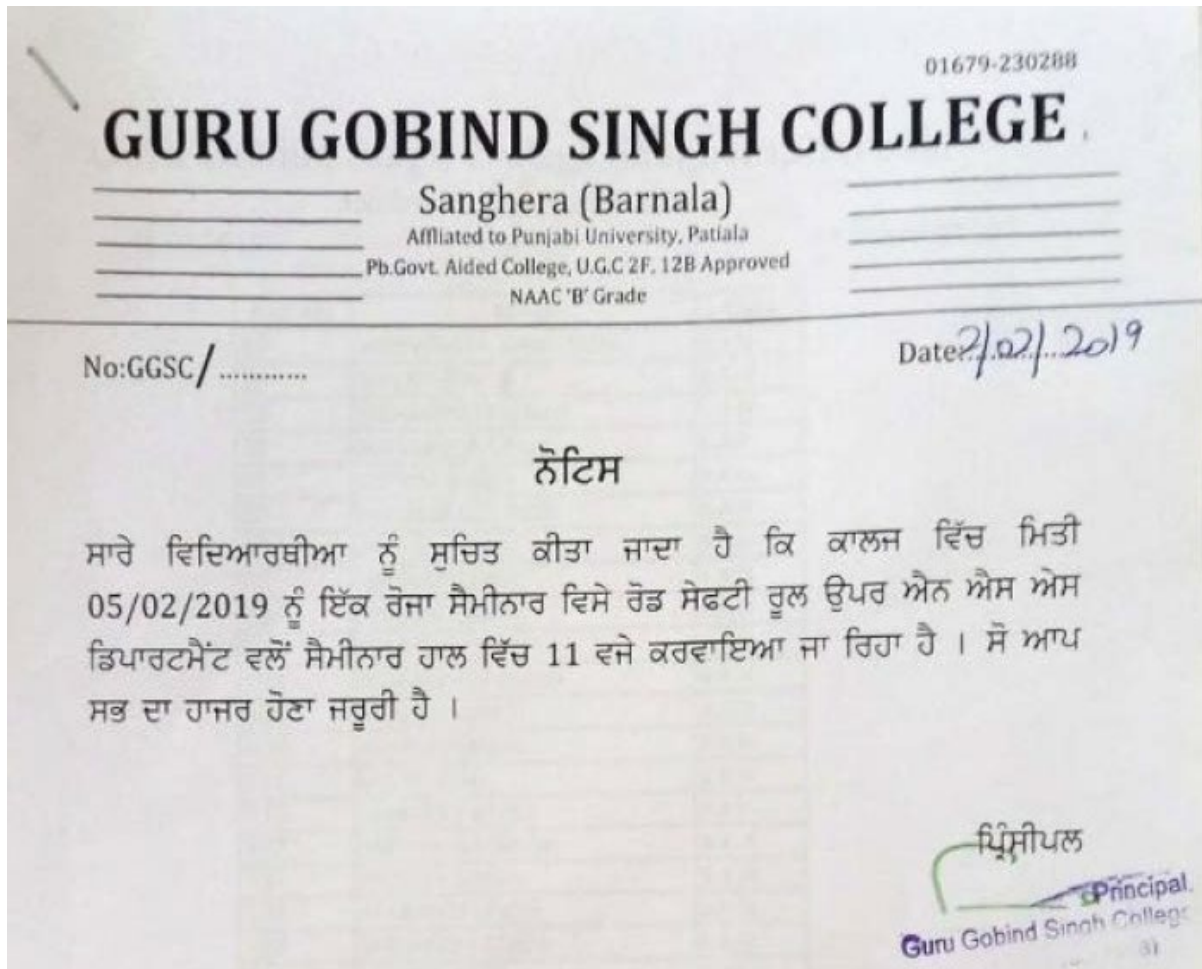 01679-230288
GURU GOBIND SINGH COLLEGE
Sanghera (Barnala)
Affliated to Punjabi University, Patiala
Pb.Govt. Aided College, U.G.C 2F, 12B Approved
NAAC 'B' Grade
No:GGSC/ ............
Date 2/02/2019
ਨੋਟਿਸ
ਸਾਰੇ ਵਿਦਿਆਰਥੀਆ ਨੂੰ ਸੁਚਿਤ ਕੀਤਾ ਜਾਦਾ ਹੈ ਕਿ ਕਾਲਜ ਵਿੱਚ ਮਿਤੀ
05/02/2019 ਨੂੰ ਇੱਕ ਰੋਜਾ ਸੈਮੀਨਾਰ ਵਿਸੇ ਰੋਡ ਸੇਫਟੀ ਰੂਲ ਉਪਰ ਐਨ ਐਸ ਐਸ
ਡਿਪਾਰਟਮੈਂਟ ਵਲੋਂ ਸੈਮੀਨਾਰ ਹਾਲ ਵਿੱਚ 11 ਵਜੇ ਕਰਵਾਇਆ ਜਾ ਰਿਹਾ ਹੈ । ਸੋ ਆਪ
ਸਭ ਦਾ ਹਾਜਰ ਹੋਣਾ ਜਰੂਰੀ ਹੈ ।
ਪ੍ਰਿੰਸੀਪਲ
Principal
Guru Gobind Singh College